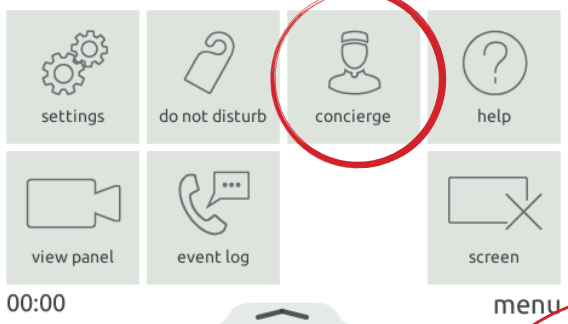 settings
do not disturb
concierge
help
view panel
event log
screen
00:00
menu